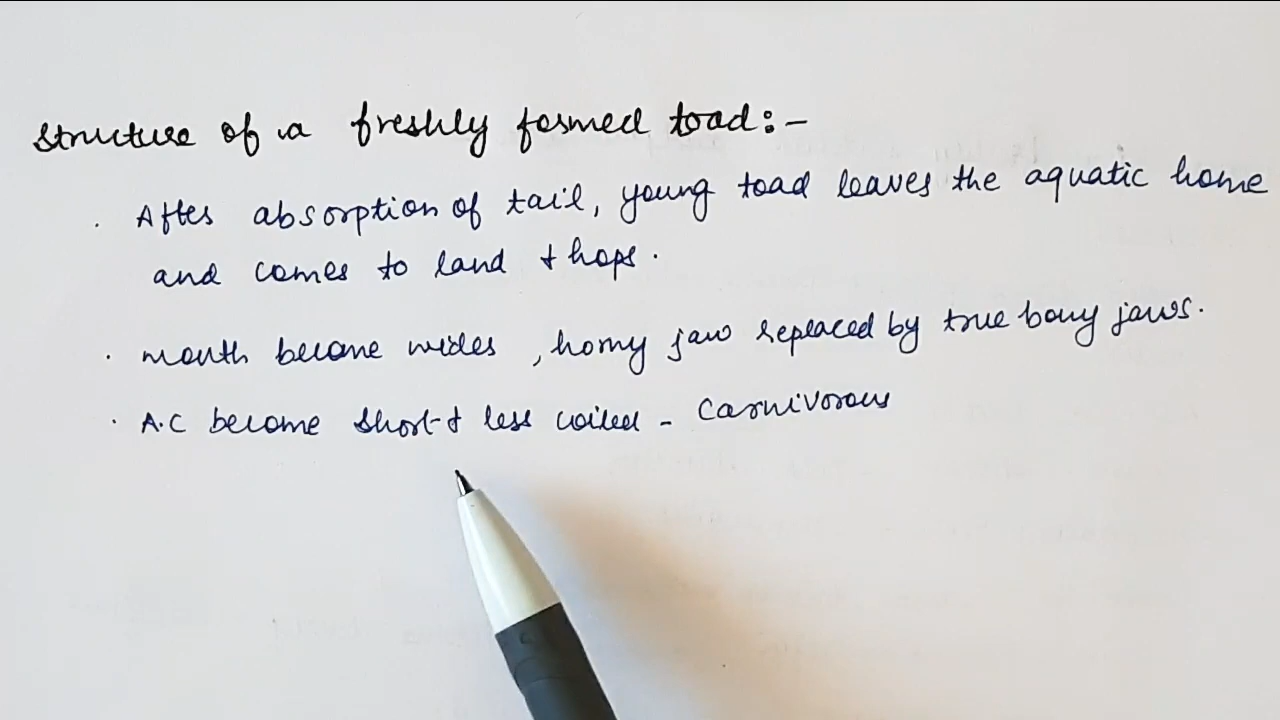 Structure of a freshly formed toad:-
. After absorption of tail, young toad leaves the aquatic home
and comes to land & hops.
. mouth become wider, horny jaw replaced by true bony jaws.
. A.C become short & less coiled - Carnivorous